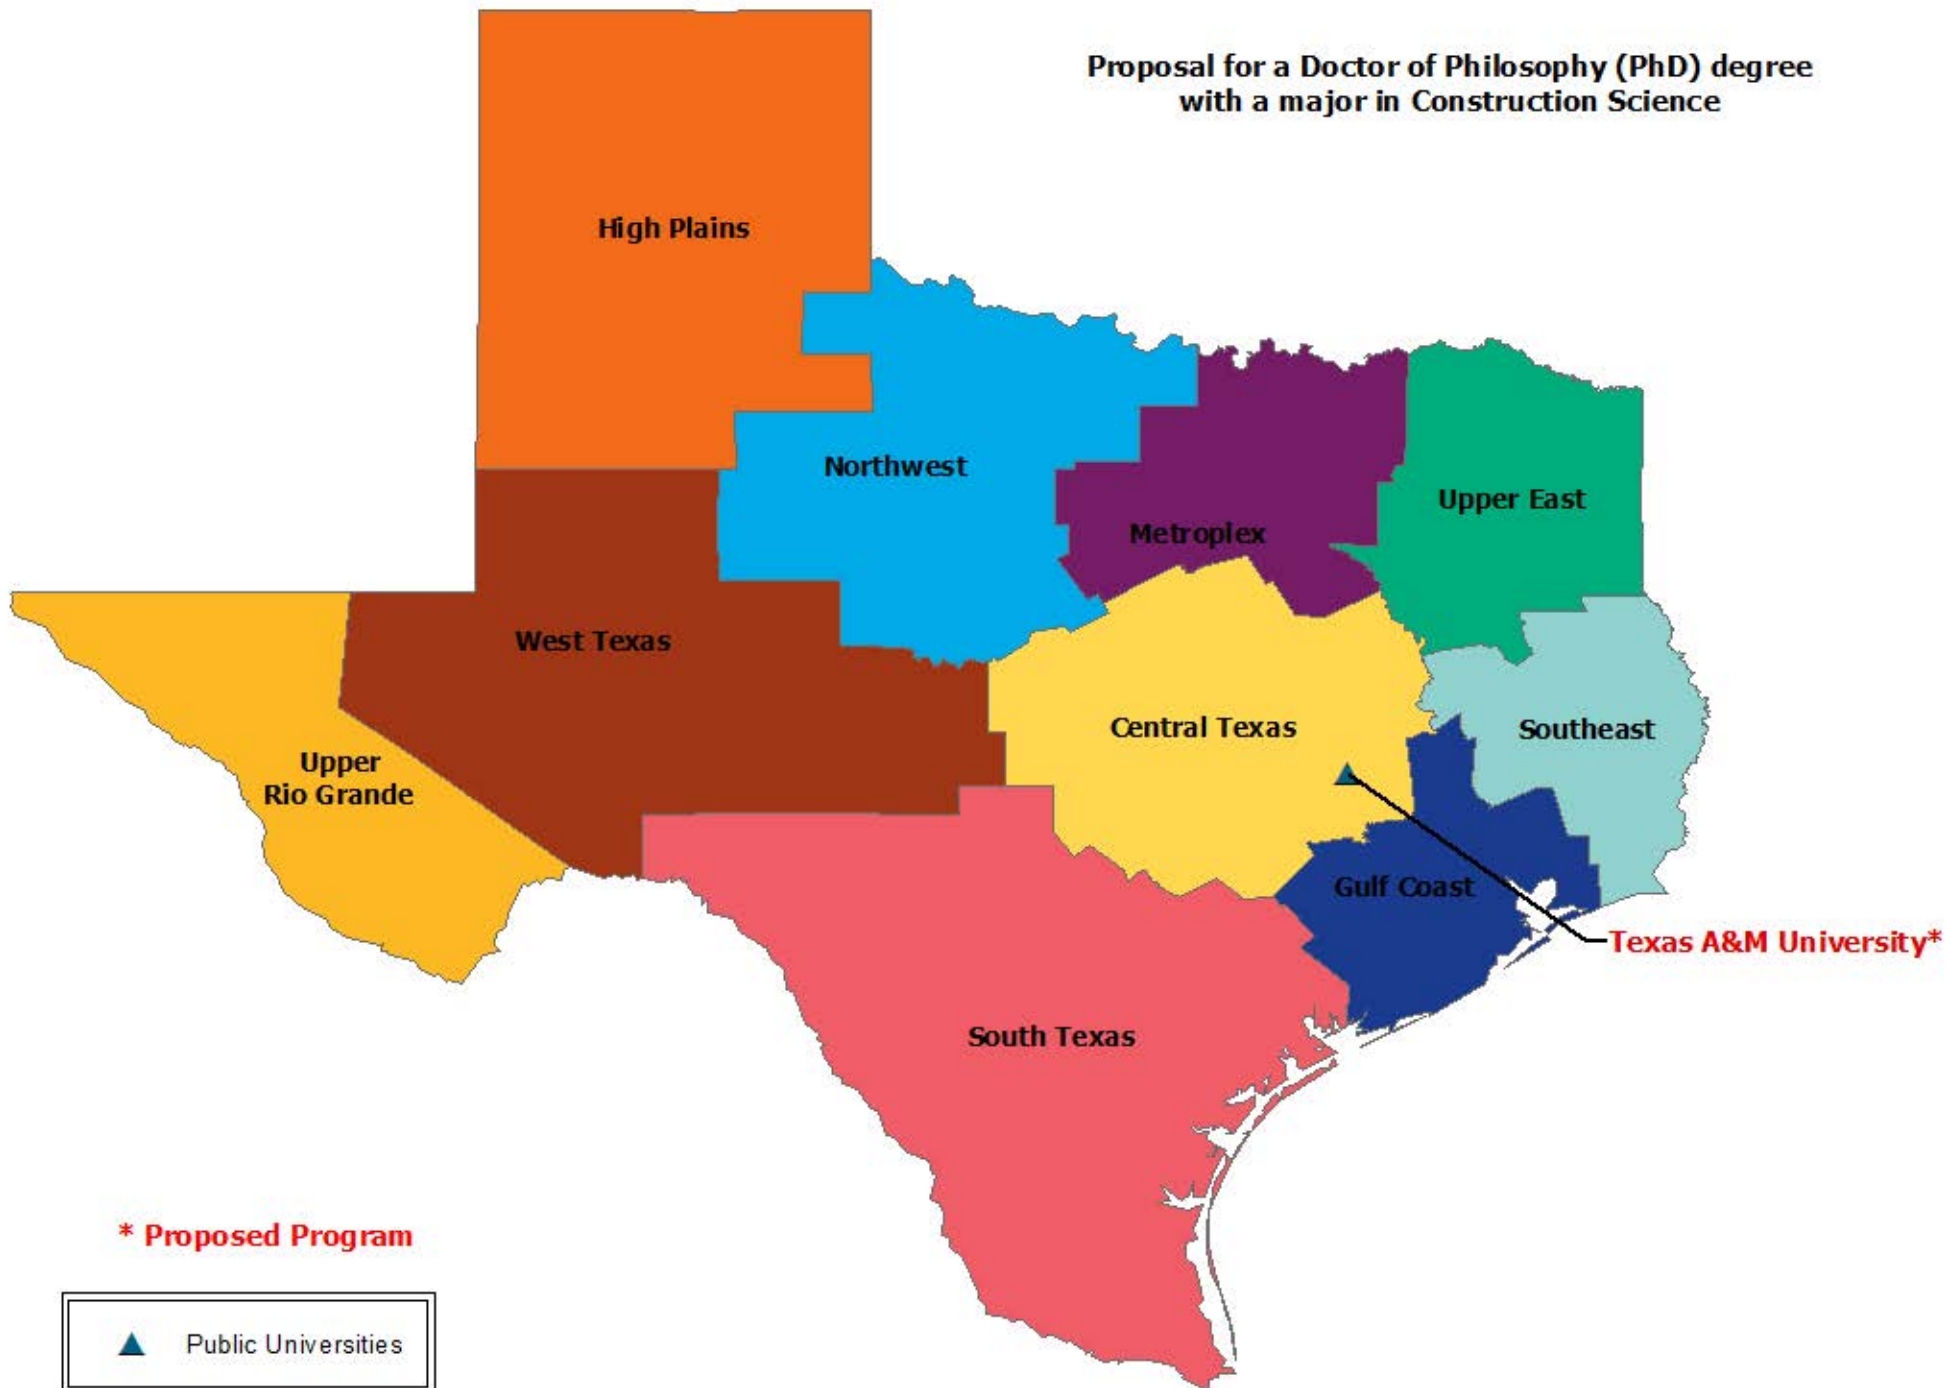 Proposal for a Doctor of Philosophy (PhD) degree
with a major in Construction Science
High Plains
Northwest
Upper East
Metroplex
West Texas
Central Texas
Southeast
Upper
Rio Grande
Gulf Coast
Texas A&M University*
South Texas
* Proposed Program
Public Universities